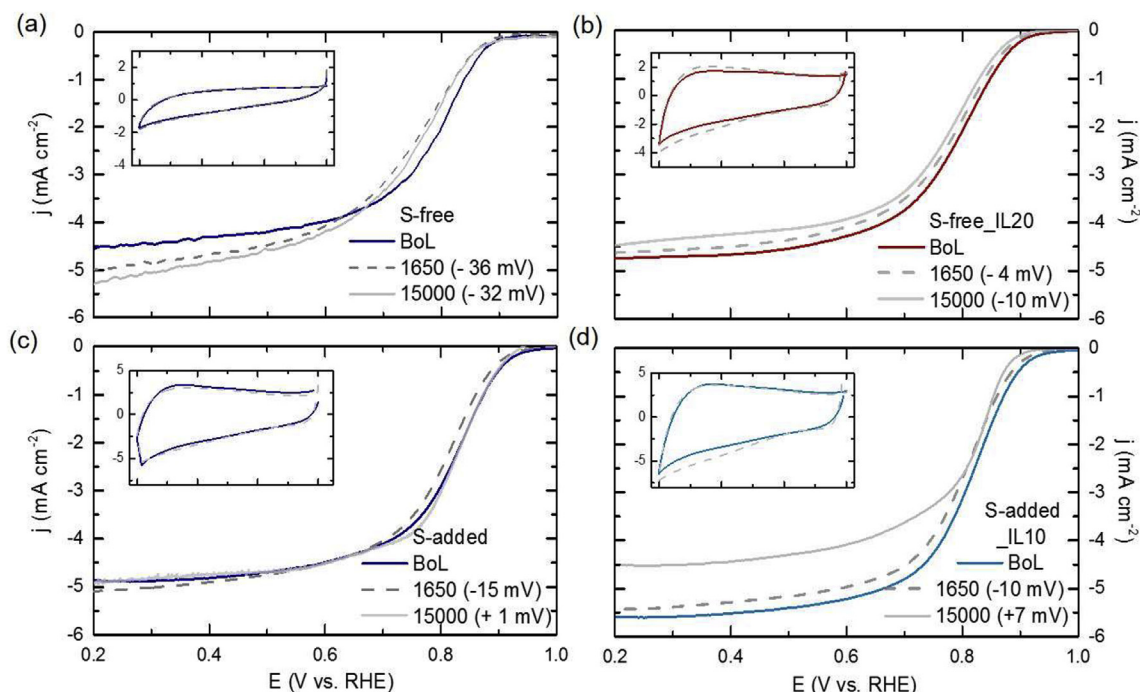 (a)
j (mA cm⁻²)
0
-1
-2
-3
-4
-5
-6
2
0
-2
-4
S-free
BoL
1650 (- 36 mV)
15000 (- 32 mV)
(b)
2
0
-2
-4
S-free_IL20
BoL
1650 (- 4 mV)
15000 (-10 mV)
0
-1
-2
-3
-4
-5
-6
j (mA cm⁻²)
(c)
j (mA cm⁻²)
0
-1
-2
-3
-4
-5
-6
5
0
-5
S-added
BoL
1650 (-15 mV)
15000 (+ 1 mV)
0.2 0.4 0.6 0.8 1.0
E (V vs. RHE)
(d)
5
0
-5
S-added
_IL10
BoL
1650 (-10 mV)
15000 (+7 mV)
0
-1
-2
-3
-4
-5
-6
j (mA cm⁻²)
0.4 0.6 0.8 1.0
E (V vs. RHE)